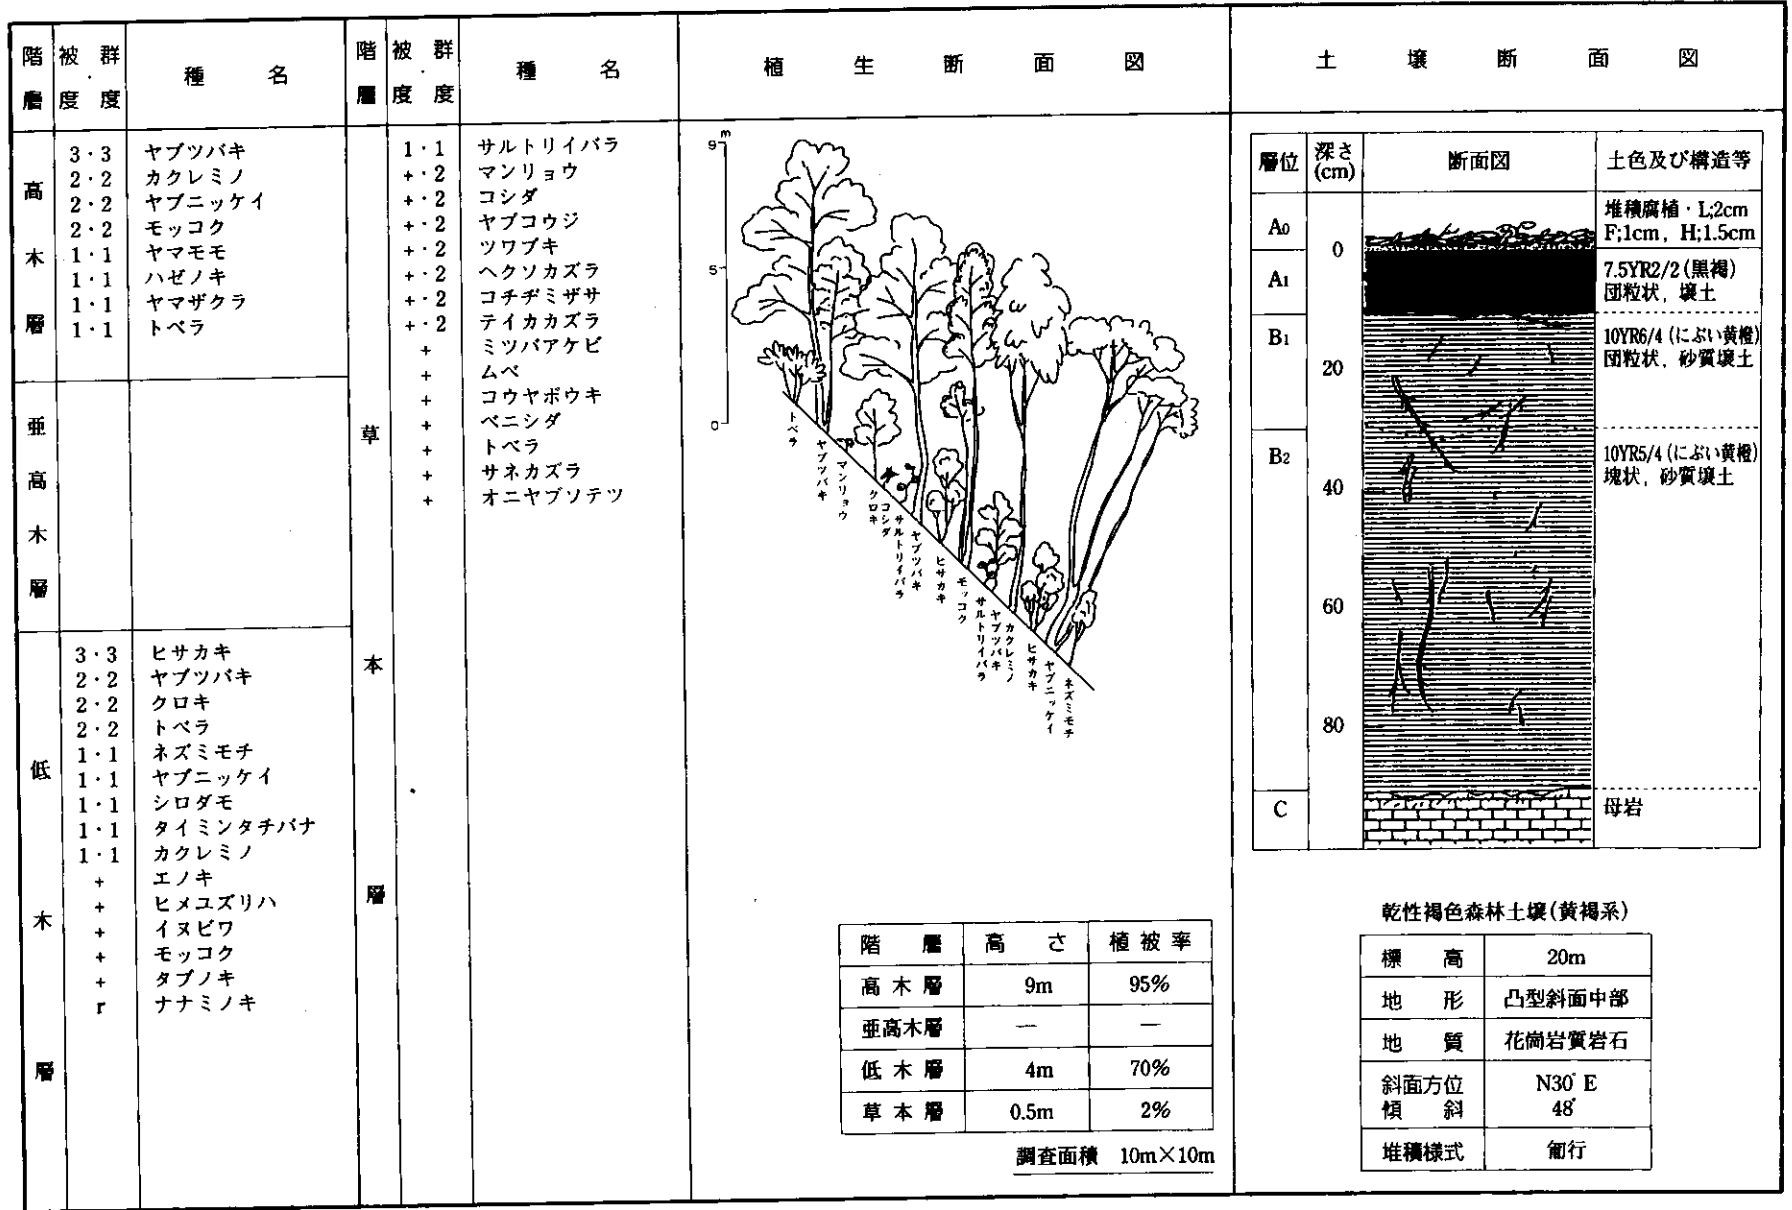 階層 被度・群度 種名
高木層
3・3 ヤブツバキ
2・2 カクレミノ
2・2 ヤブニッケイ
2・2 モッコク
1・1 ヤマモモ
1・1 ハゼノキ
1・1 ヤマザクラ
1・1 トベラ
亜高木層
低木層
3・3 ヒサカキ
2・2 ヤブツバキ
2・2 クロキ
2・2 トベラ
1・1 ネズミモチ
1・1 ヤブニッケイ
1・1 シロダモ
1・1 タイミンタチバナ
1・1 カクレミノ
+ エノキ
+ ヒメユズリハ
+ イヌビワ
+ モッコク
+ タブノキ
r ナナミノキ
階層 被度・群度 種名
草本層
1・1 サルトリイバラ
+・2 マンリョウ
+・2 コシダ
+・2 ヤブコウジ
+・2 ツワブキ
+・2 ヘクソカズラ
+・2 コチヂミザサ
+・2 テイカカズラ
+ ミツバアケビ
+ ムベ
+ コウヤボウキ
+ ベニシダ
+ トベラ
+ サネカズラ
+ オニヤブソテツ
植生断面図
m
9
5
0
トベラ
ヤブツバキ
マンリョウ
クロキ
コシダ
サルトリイバラ
ヤブツバキ
ヒサカキ
モッコク
サルトリイバラ
ヤブツバキ
カクレミノ
ヒサカキ
ヤブニッケイ
ネズミモチ
階層 高さ 植被率
高木層 9m 95%
亜高木層 — —
低木層 4m 70%
草本層 0.5m 2%
調査面積 10m×10m
土壌断面図
層位 深さ(cm) 断面図 土色及び構造等
A0 堆積腐植・L;2cm
F;1cm, H;1.5cm
0
A1 7.5YR2/2(黒褐)
団粒状, 壌土
B1 10YR6/4(にぶい黄橙)
20 団粒状, 砂質壌土
B2 10YR5/4(にぶい黄橙)
塊状, 砂質壌土
40
60
80
C 母岩
乾性褐色森林土壌(黄褐系)
標高 20m
地形 凸型斜面中部
地質 花崗岩質岩石
斜面方位 N30°E
傾斜 48°
堆積様式 匍行